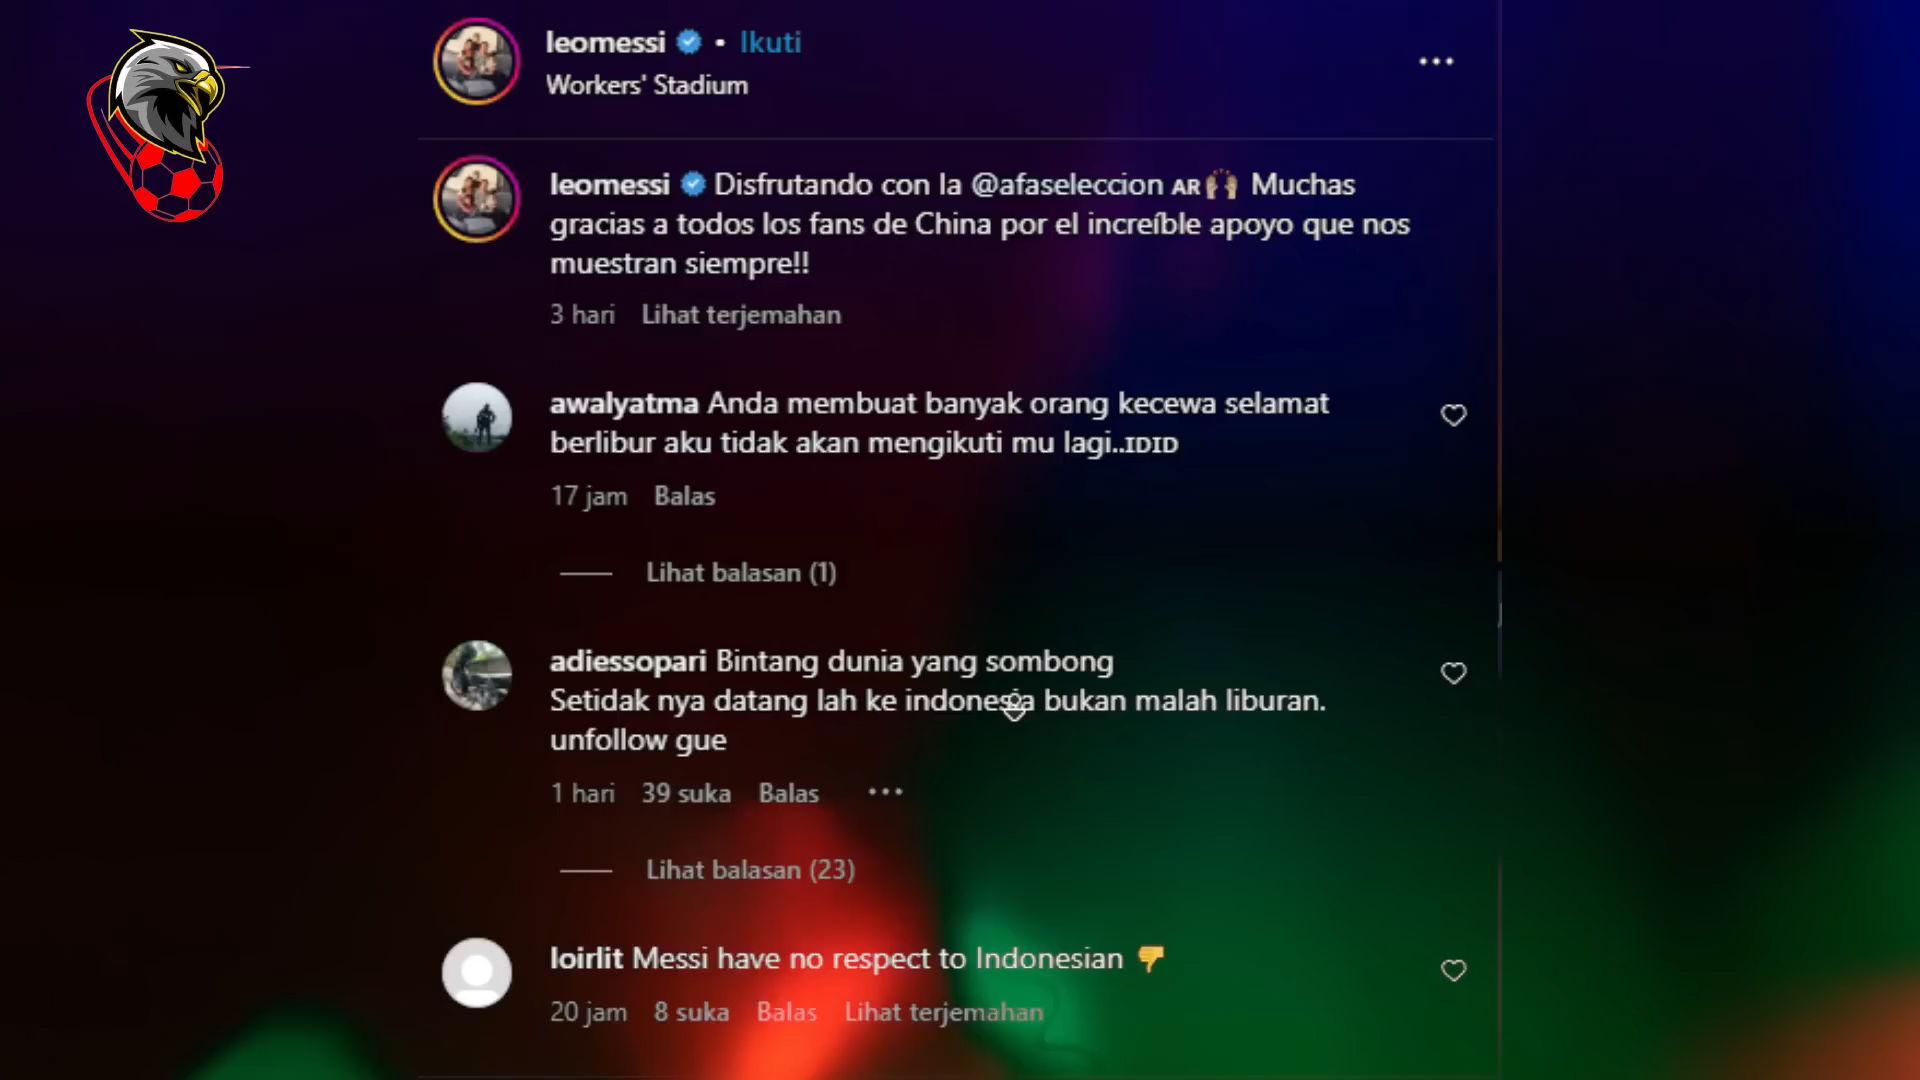 leomessi • Ikuti
Workers' Stadium
leomessi Disfrutando con la @afaseleccion AR🙌🏽 Muchas
gracias a todos los fans de China por el increíble apoyo que nos
muestran siempre!!
3 hari Lihat terjemahan
awalyatma Anda membuat banyak orang kecewa selamat
berlibur aku tidak akan mengikuti mu lagi..IDID
17 jam Balas
Lihat balasan (1)
adiessopari Bintang dunia yang sombong
Setidak nya datang lah ke indonesia bukan malah liburan.
unfollow gue
1 hari 39 suka Balas
Lihat balasan (23)
loirlit Messi have no respect to Indonesian 👎
20 jam 8 suka Balas Lihat terjemahan